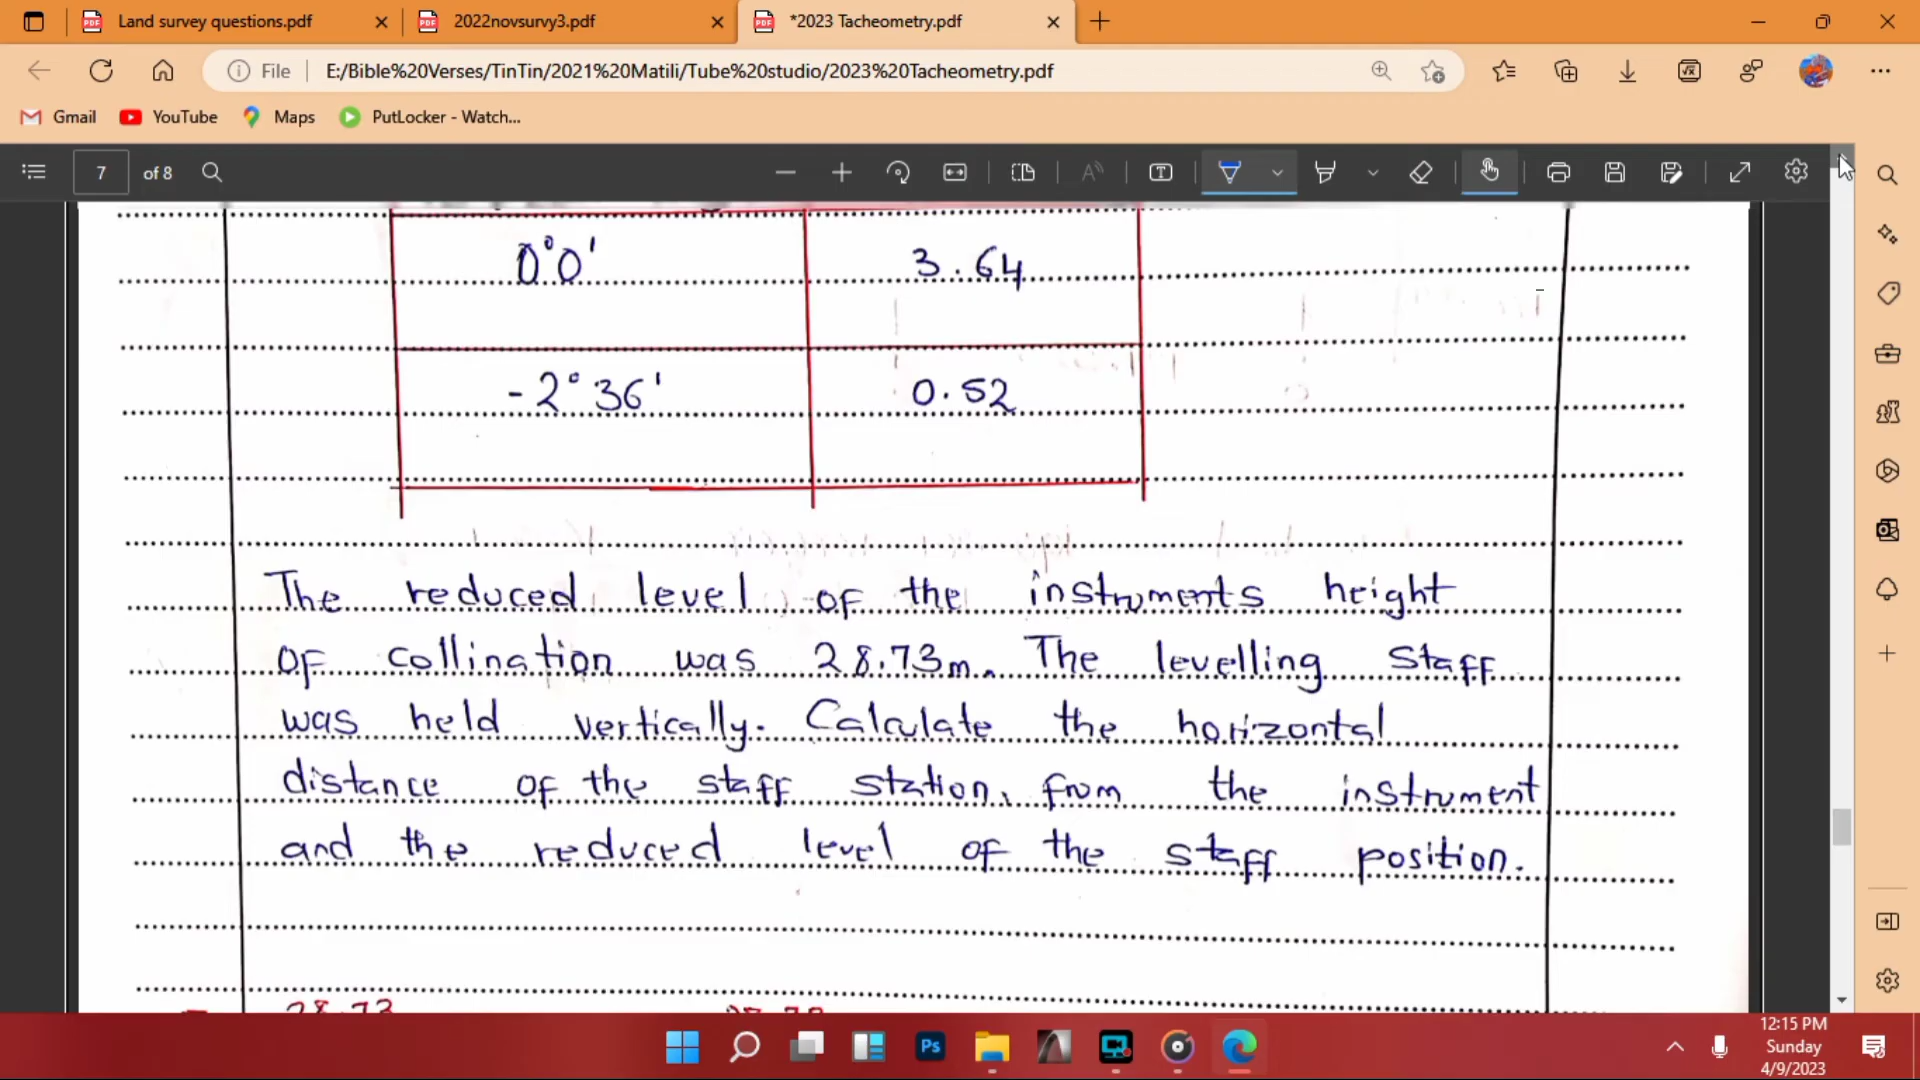 Land survey questions.pdf
2022novsurvy3.pdf
*2023 Tacheometry.pdf
File
E:/Bible%20Verses/TinTin/2021%20Matili/Tube%20studio/2023%20Tacheometry.pdf
Gmail
YouTube
Maps
PutLocker - Watch...
7 of 8
0°0' 3.64
-2°36' 0.52
The reduced level of the instruments height
of collination was 28.73m. The levelling staff
was held vertically. Calculate the horizontal
distance of the staff station, from the instrument
and the reduced level of the staff position.
28.73
Ps
12:15 PM
Sunday
4/9/2023